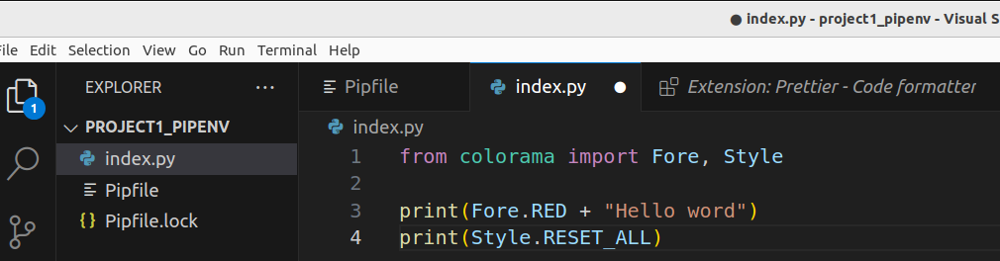 ● index.py - project1_pipenv - Visual S
File Edit Selection View Go Run Terminal Help
1
EXPLORER ···
PROJECT1_PIPENV
index.py
Pipfile
{} Pipfile.lock
Pipfile index.py ● Extension: Prettier - Code formatter
index.py
1 from colorama import Fore, Style
2
3 print(Fore.RED + "Hello word")
4 print(Style.RESET_ALL)